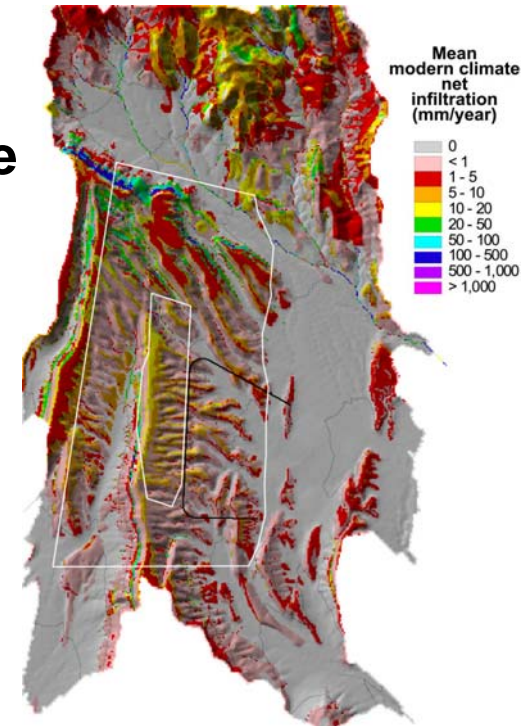 e
Mean
modern climate
net
infiltration
(mm/year)
0
< 1
1 - 5
5 - 10
10 - 20
20 - 50
50 - 100
100 - 500
500 - 1,000
> 1,000